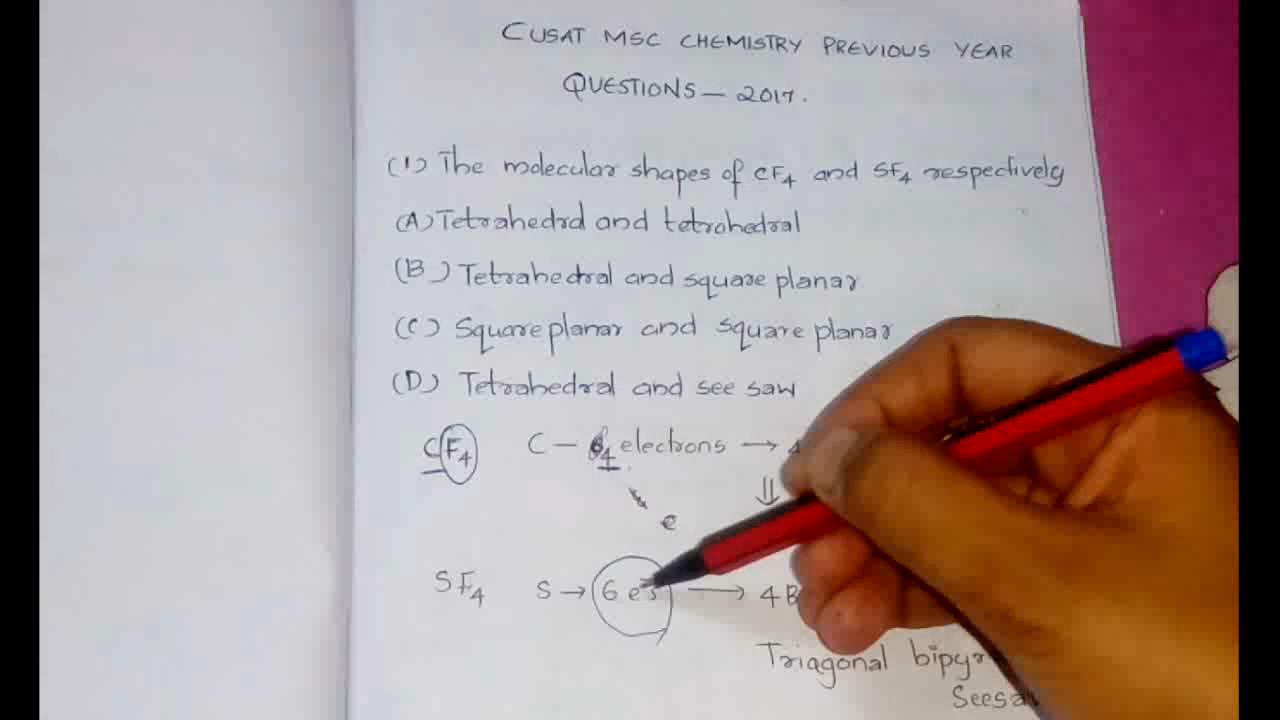 CUSAT MSC CHEMISTRY PREVIOUS YEAR
QUESTIONS — 2017.
(1) The molecular shapes of CF4 and SF4 respectively
(A) Tetrahedral and tetrahedral
(B) Tetrahedral and square planar
(C) Square planar and square planar
(D) Tetrahedral and see saw
CF4 C — 4 electrons → 4
⇓
e
SF4 S → 6 e⁻s → 4 B
Triagonal bipyr
Seesa